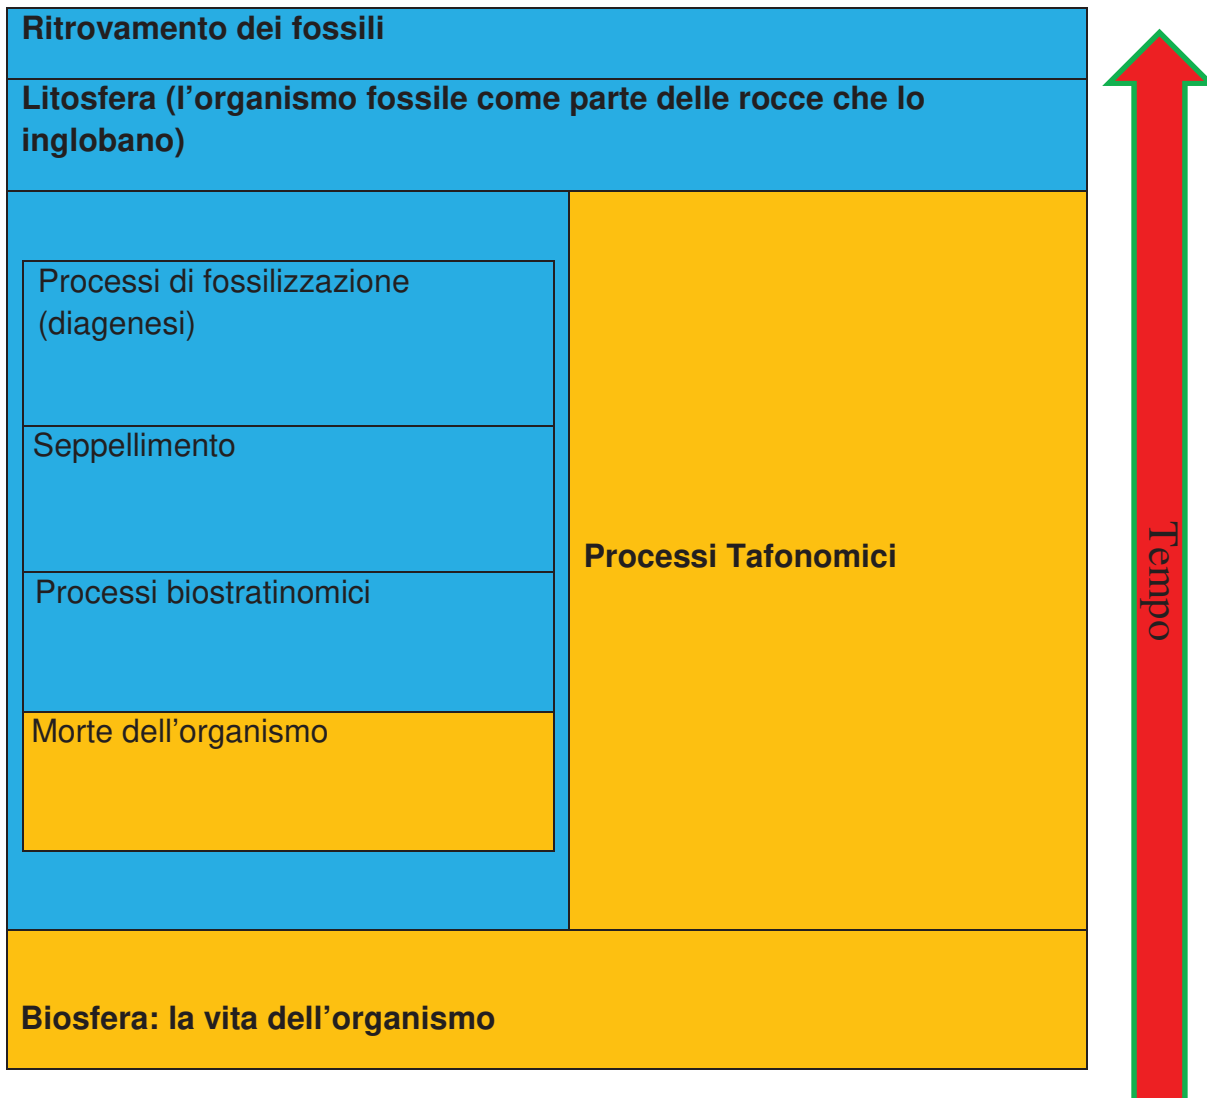 Ritrovamento dei fossili
Litosfera (l’organismo fossile come parte delle rocce che lo
inglobano)
Processi di fossilizzazione
(diagenesi)
Seppellimento
Processi biostratinomici
Morte dell’organismo
Processi Tafonomici
Biosfera: la vita dell’organismo
Tempo